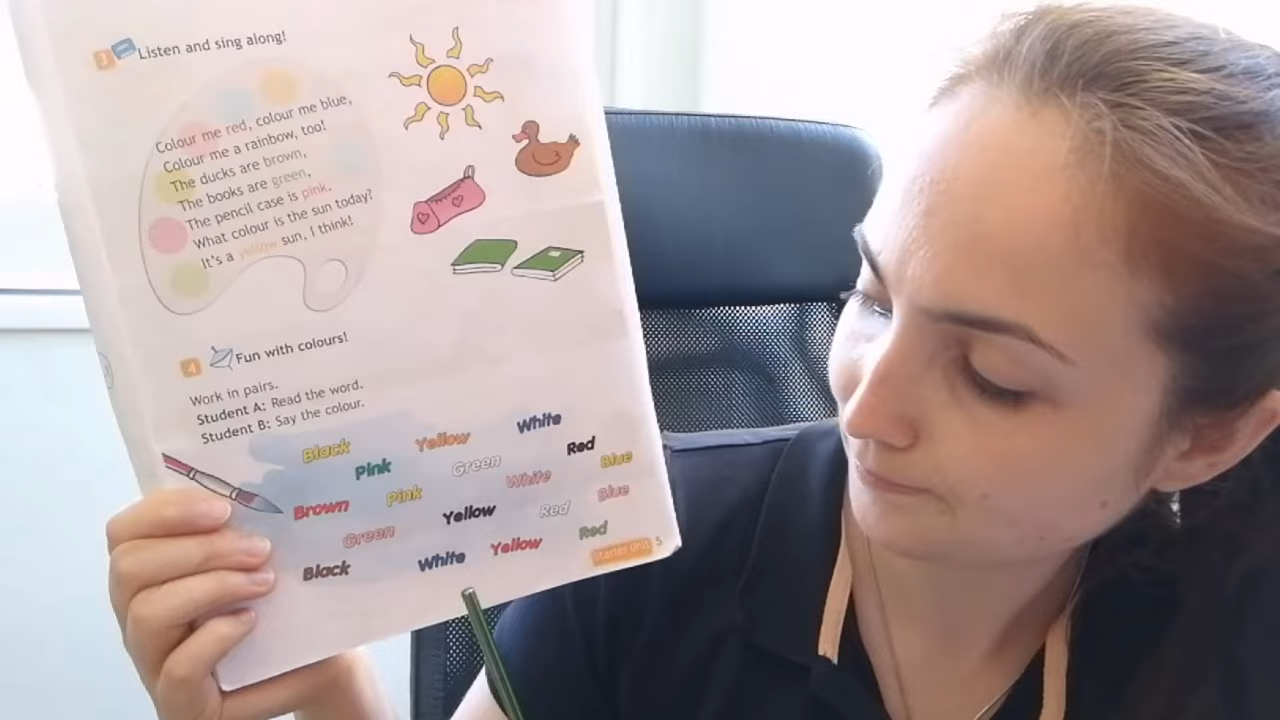 3 Listen and sing along!
Colour me red, colour me blue,
Colour me a rainbow, too!
The ducks are brown,
The books are green,
The pencil case is pink.
What colour is the sun today?
It's a yellow sun, I think!
4 Fun with colours!
Work in pairs.
Student A: Read the word.
Student B: Say the colour.
Black Yellow White
Pink Green Red
Brown Pink White Blue
Green Yellow Red Blue
Black White Yellow Red
Starter Unit 5